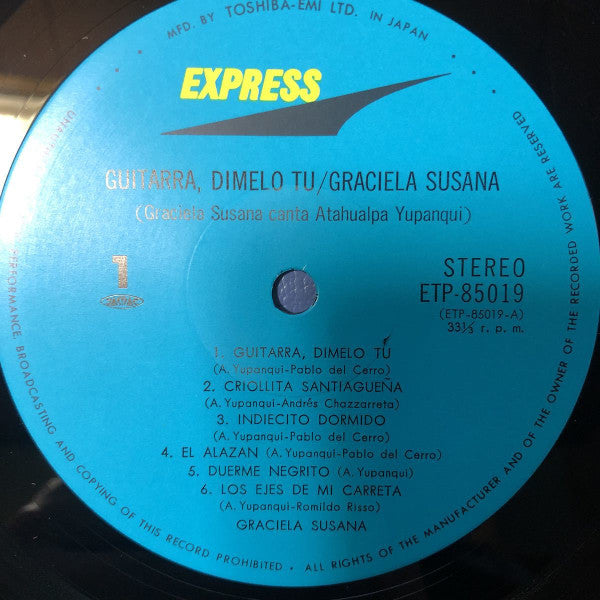 MFD. BY TOSHIBA-EMI LTD. IN JAPAN
EXPRESS
GUITARRA, DIMELO TU/GRACIELA SUSANA
(Graciela Susana canta Atahualpa Yupanqui)
1
STEREO
ETP-85019
(ETP-85019-A)
33⅓ r. p. m.
1. GUITARRA, DIMELO TU
(A. Yupanqui-Pablo del Cerro)
2. CRIOLLITA SANTIAGUEÑA
(A. Yupanqui-Andrés Chazzarreta)
3. INDIECITO DORMIDO
(A. Yupanqui-Pablo del Cerro)
4. EL ALAZAN (A. Yupanqui-Pablo del Cerro)
5. DUERME NEGRITO (A. Yupanqui)
6. LOS EJES DE MI CARRETA
(A. Yupanqui-Romildo Risso)
GRACIELA SUSANA
PERFORMANCE, BROADCASTING AND COPYING OF THIS RECORD PROHIBITED • ALL RIGHTS OF THE MANUFACTURER AND OF THE OWNER OF THE RECORDED WORK ARE RESERVED